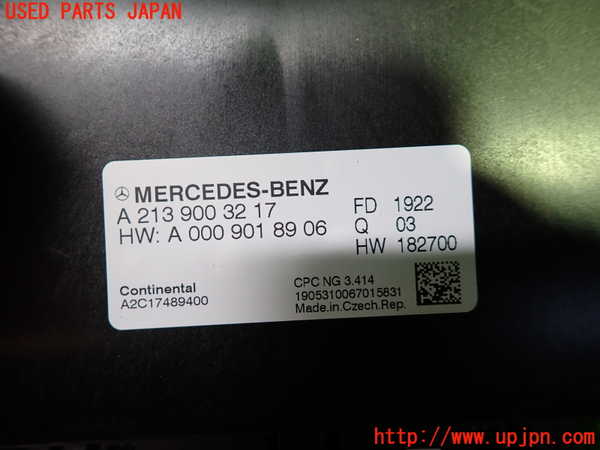 USED PARTS JAPAN
MERCEDES-BENZ
A 213 900 32 17
HW: A 000 901 89 06
FD 1922
Q 03
HW 182700
Continental
A2C17489400
CPC NG 3.414
1905310067015831
Made.in.Czech.Rep.
UPJ http://www.upjpn.com